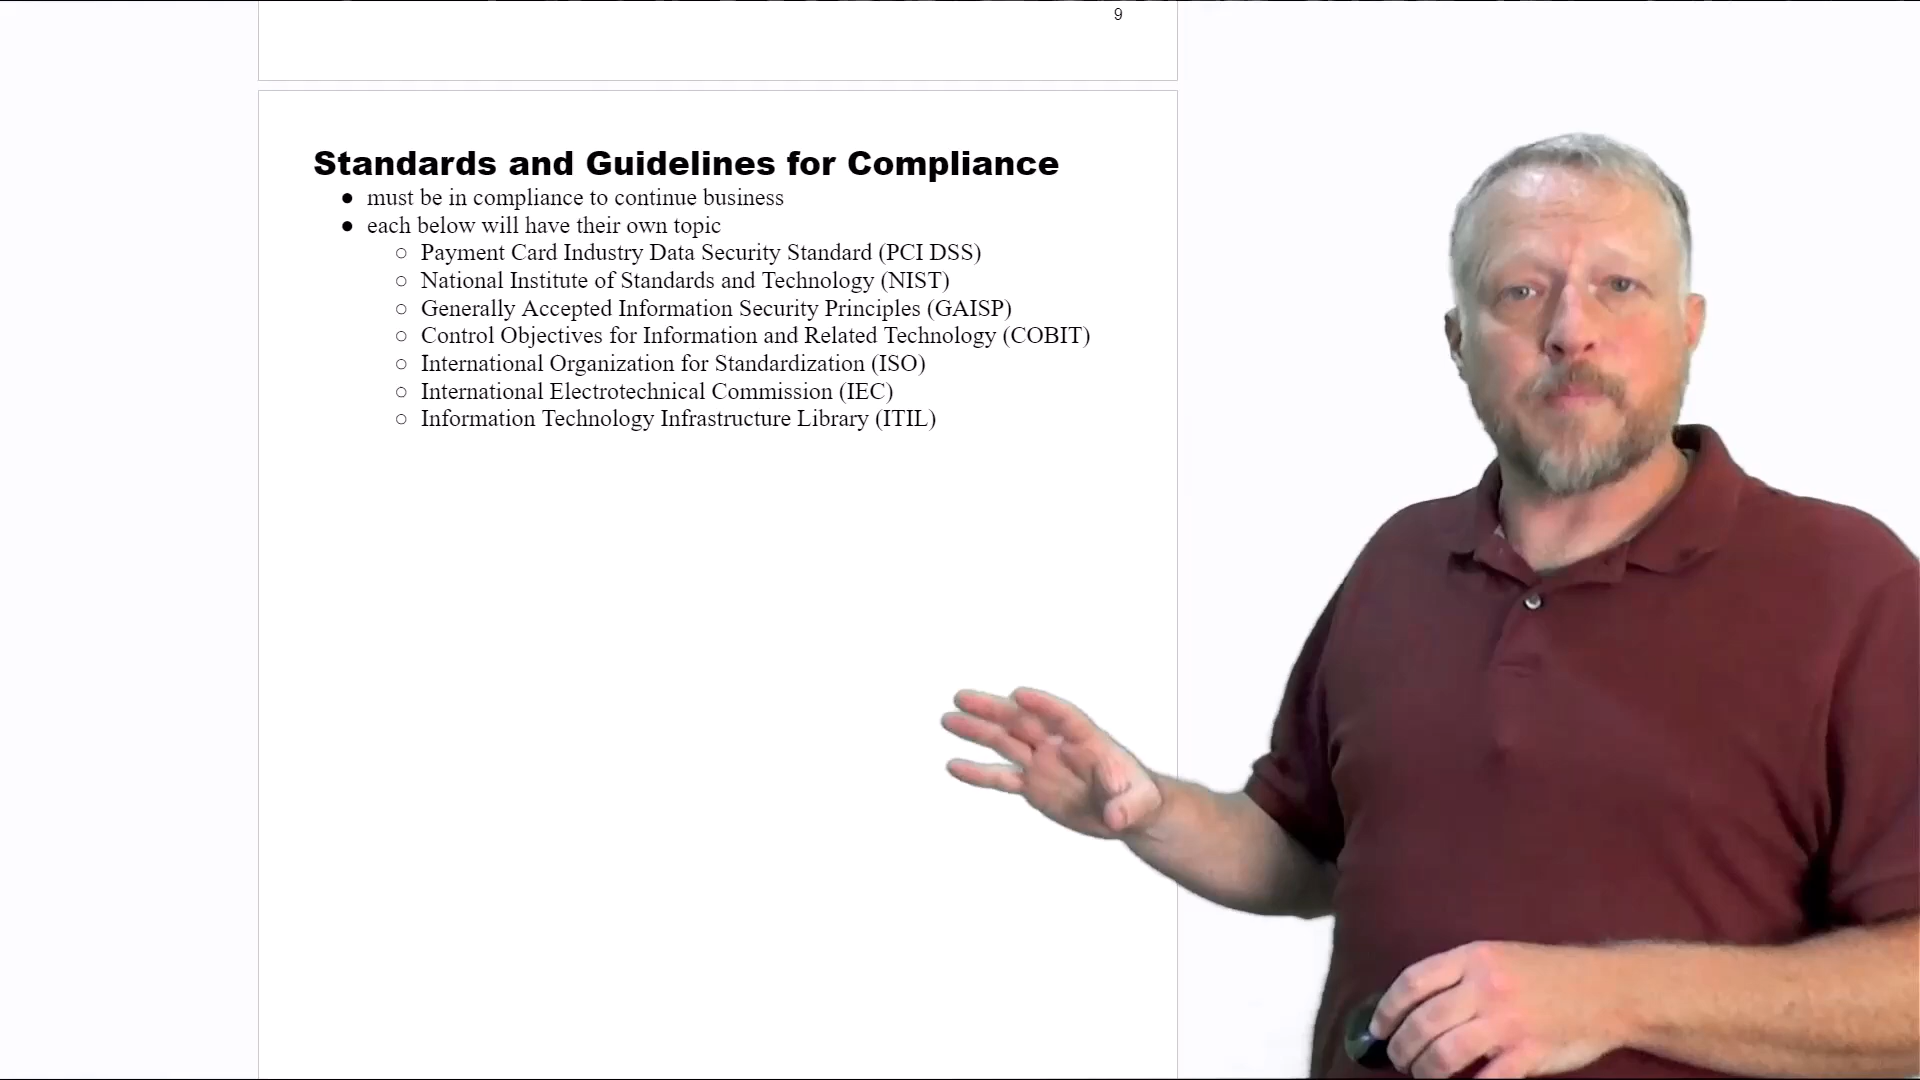 9
Standards and Guidelines for Compliance
● must be in compliance to continue business
● each below will have their own topic
○ Payment Card Industry Data Security Standard (PCI DSS)
○ National Institute of Standards and Technology (NIST)
○ Generally Accepted Information Security Principles (GAISP)
○ Control Objectives for Information and Related Technology (COBIT)
○ International Organization for Standardization (ISO)
○ International Electrotechnical Commission (IEC)
○ Information Technology Infrastructure Library (ITIL)